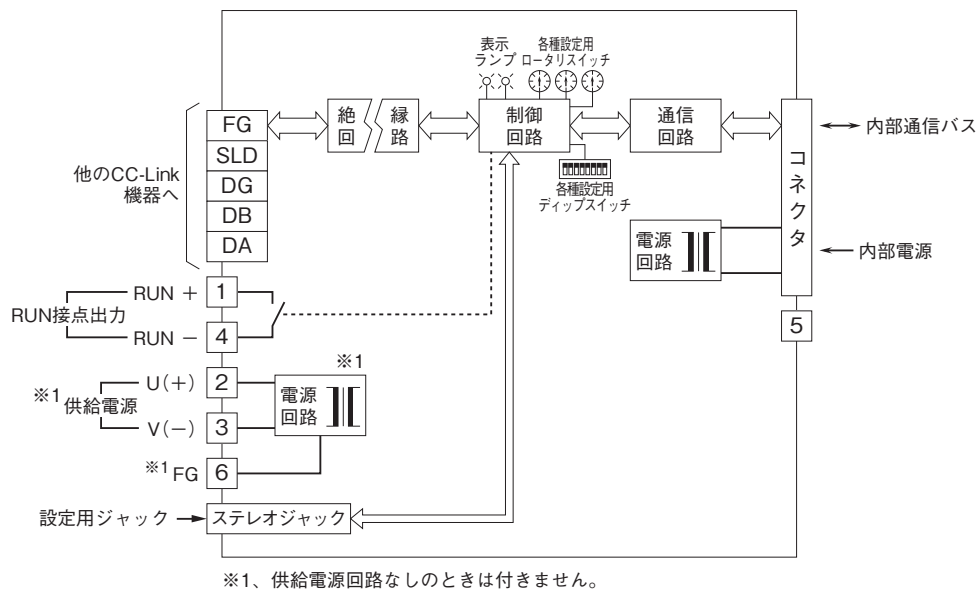 表示
ランプ
各種設定用
ロータリスイッチ
FG
SLD
DG
DB
DA
他のCC-Link
機器へ
絶 縁
回 路
制御
回路
通信
回路
コネクタ
内部通信バス
各種設定用
ディップスイッチ
電源
回路
内部電源
5
RUN +
1
RUN接点出力
RUN −
4
※1
U(+)
2
※1 供給電源
V(−)
3
電源
回路
※1 FG
6
設定用ジャック
ステレオジャック
※1、供給電源回路なしのときは付きません。